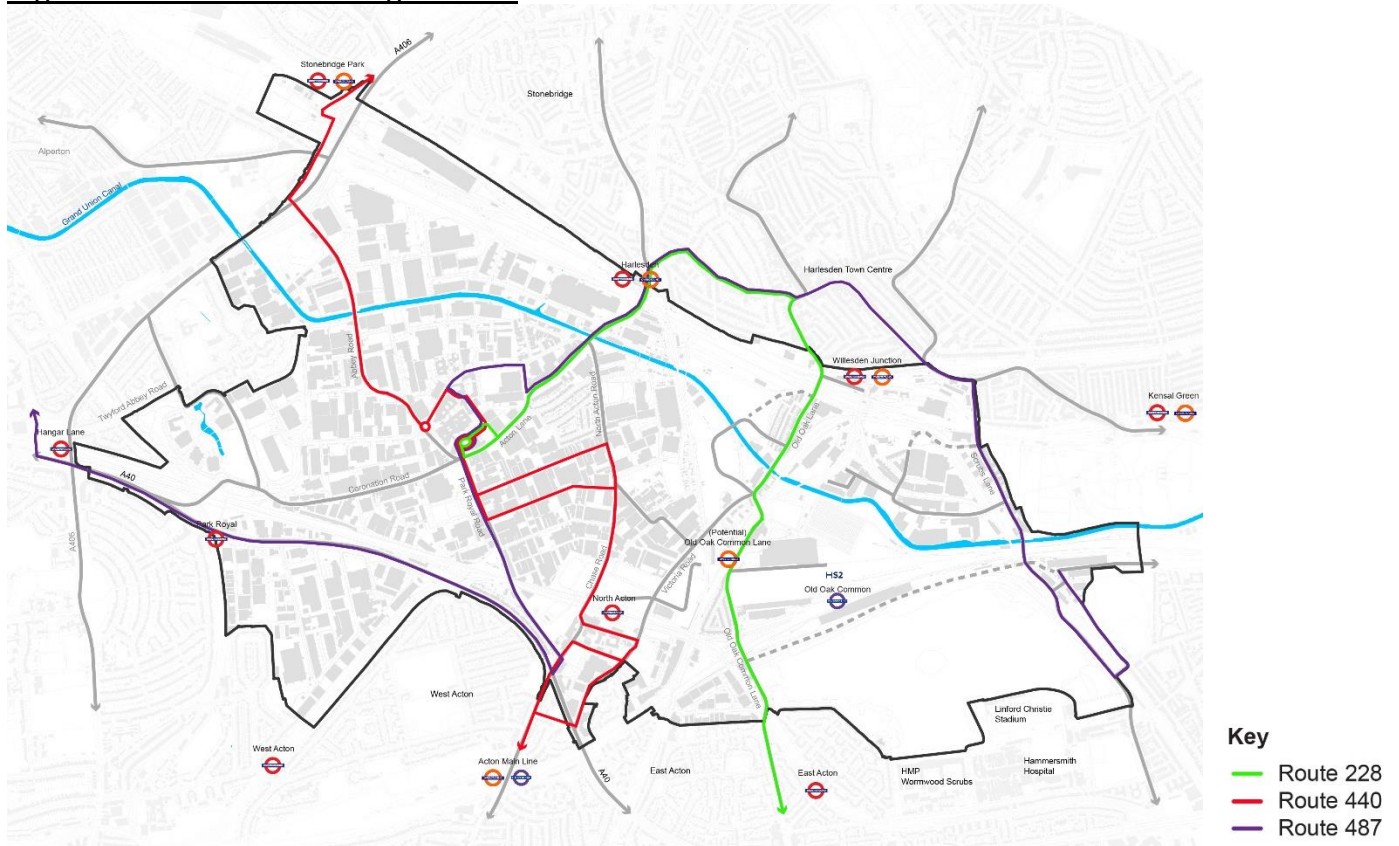 A406
Stonebridge Park
Stonebridge
Alperton
Grand Union Canal
Harlesden
Harlesden Town Centre
Abbey Road
Willesden Junction
Kensal Green
Twyford Abbey Road
North Acton Road
Old Oak Lane
Acton Lane
Hangar Lane
A40
Coronation Road
Scrubs Lane
Park Royal Road
Park Royal
A406
(Potential)
Old Oak Common Lane
Chase Road
Victoria Road
HS2
Old Oak Common
North Acton
Old Oak Common Lane
West Acton
Linford Christie
Stadium
West Acton
Acton Main Line
A40
East Acton
East Acton
HMP
Wormwood Scrubs
Hammersmith
Hospital
Key
Route 228
Route 440
Route 487